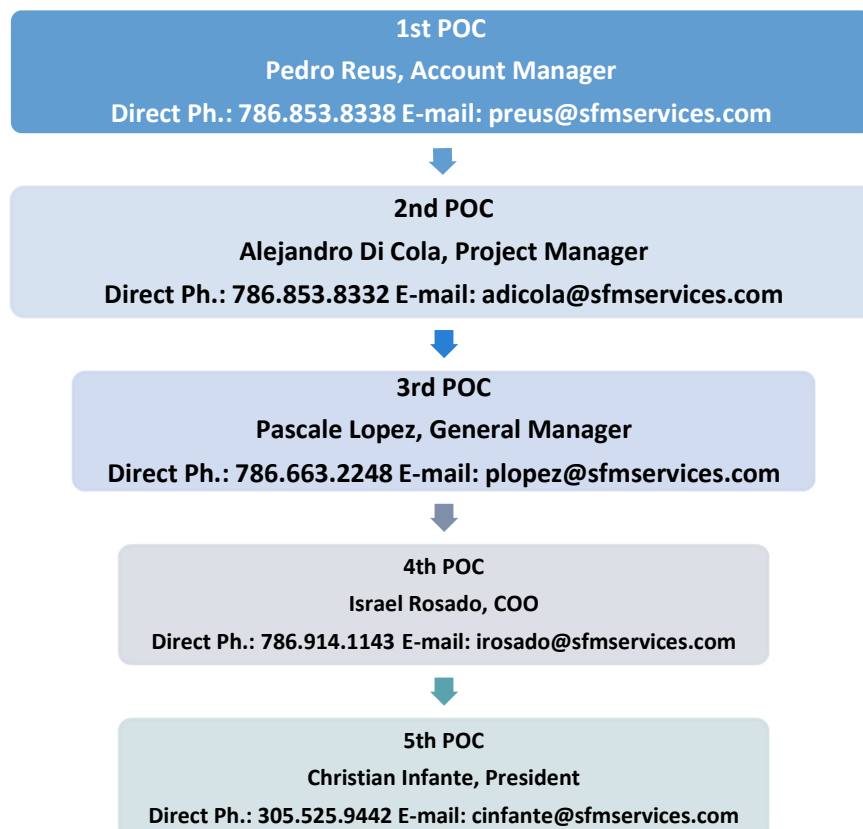 1st POC
Pedro Reus, Account Manager
Direct Ph.: 786.853.8338 E-mail: preus@sfmservices.com
2nd POC
Alejandro Di Cola, Project Manager
Direct Ph.: 786.853.8332 E-mail: adicola@sfmservices.com
3rd POC
Pascale Lopez, General Manager
Direct Ph.: 786.663.2248 E-mail: plopez@sfmservices.com
4th POC
Israel Rosado, COO
Direct Ph.: 786.914.1143 E-mail: irosado@sfmservices.com
5th POC
Christian Infante, President
Direct Ph.: 305.525.9442 E-mail: cinfante@sfmservices.com